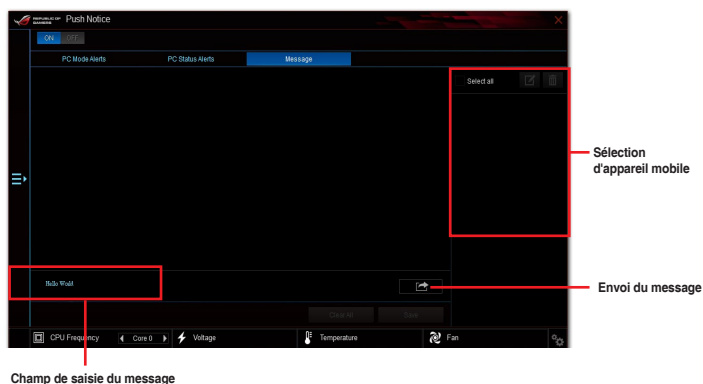 REPUBLIC OF GAMERS Push Notice
ON OFF
PC Mode Alerts PC Status Alerts Message
Select all
Sélection
d'appareil mobile
Hello World
Envoi du message
Clear All Save
CPU Frequency Core 0 Voltage Temperature Fan
Champ de saisie du message